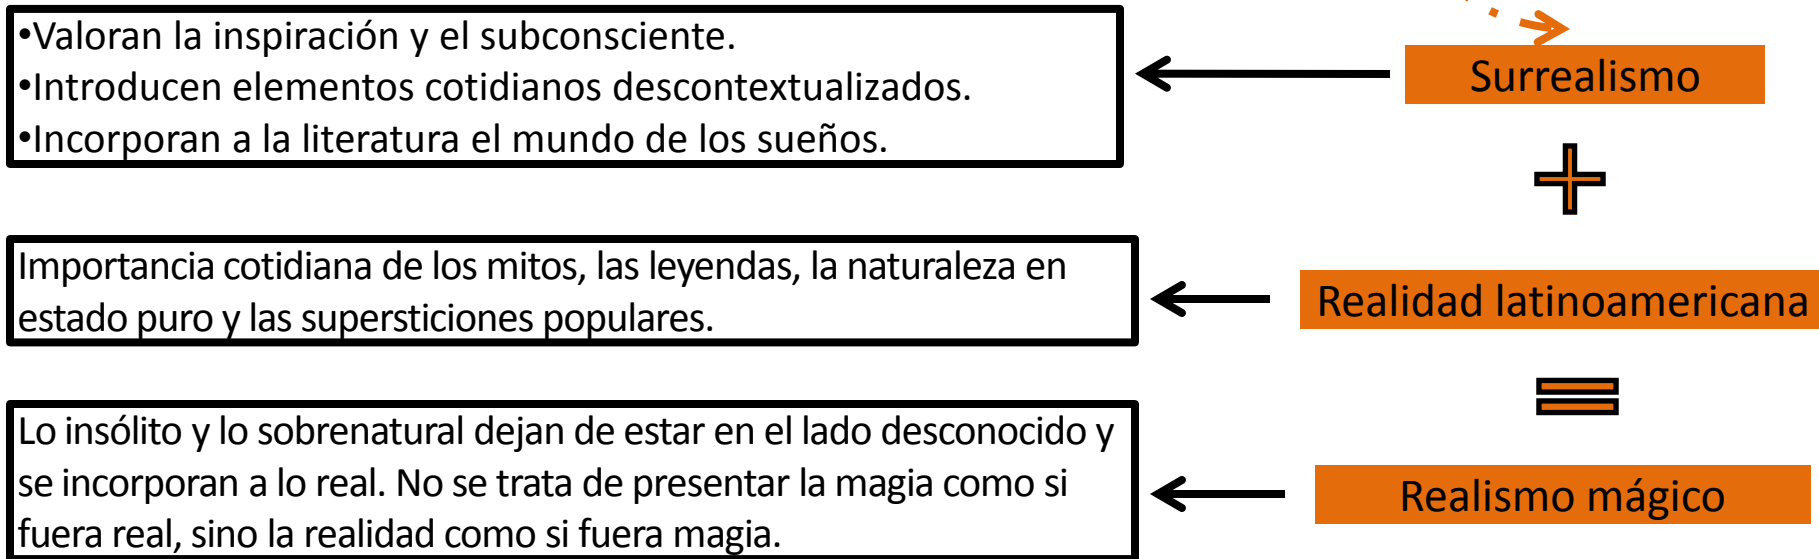 •Valoran la inspiración y el subconsciente.
•Introducen elementos cotidianos descontextualizados.
•Incorporan a la literatura el mundo de los sueños.
Surrealismo
Importancia cotidiana de los mitos, las leyendas, la naturaleza en
estado puro y las supersticiones populares.
Realidad latinoamericana
Lo insólito y lo sobrenatural dejan de estar en el lado desconocido y
se incorporan a lo real. No se trata de presentar la magia como si
fuera real, sino la realidad como si fuera magia.
Realismo mágico